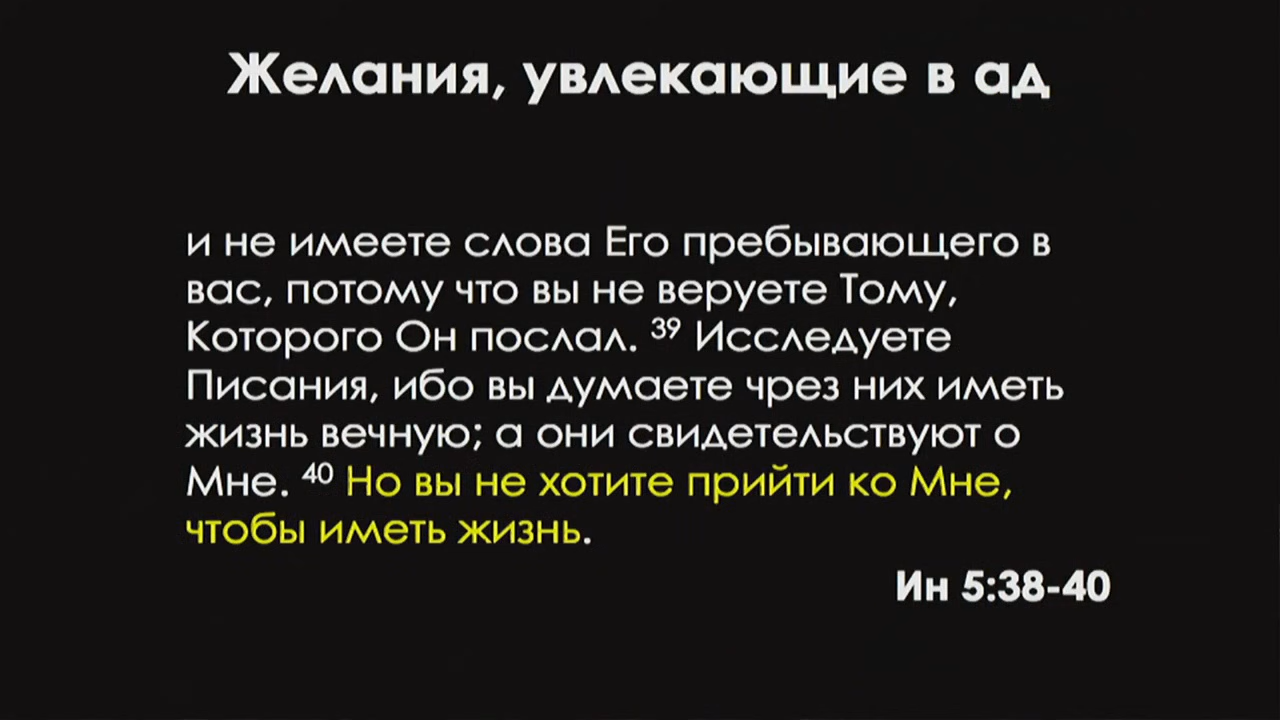 Желания, увлекающие в ад
и не имеете слова Его пребывающего в
вас, потому что вы не веруете Тому,
Которого Он послал. 39 Исследуете
Писания, ибо вы думаете чрез них иметь
жизнь вечную; а они свидетельствуют о
Мне. 40 Но вы не хотите прийти ко Мне,
чтобы иметь жизнь.
Ин 5:38-40